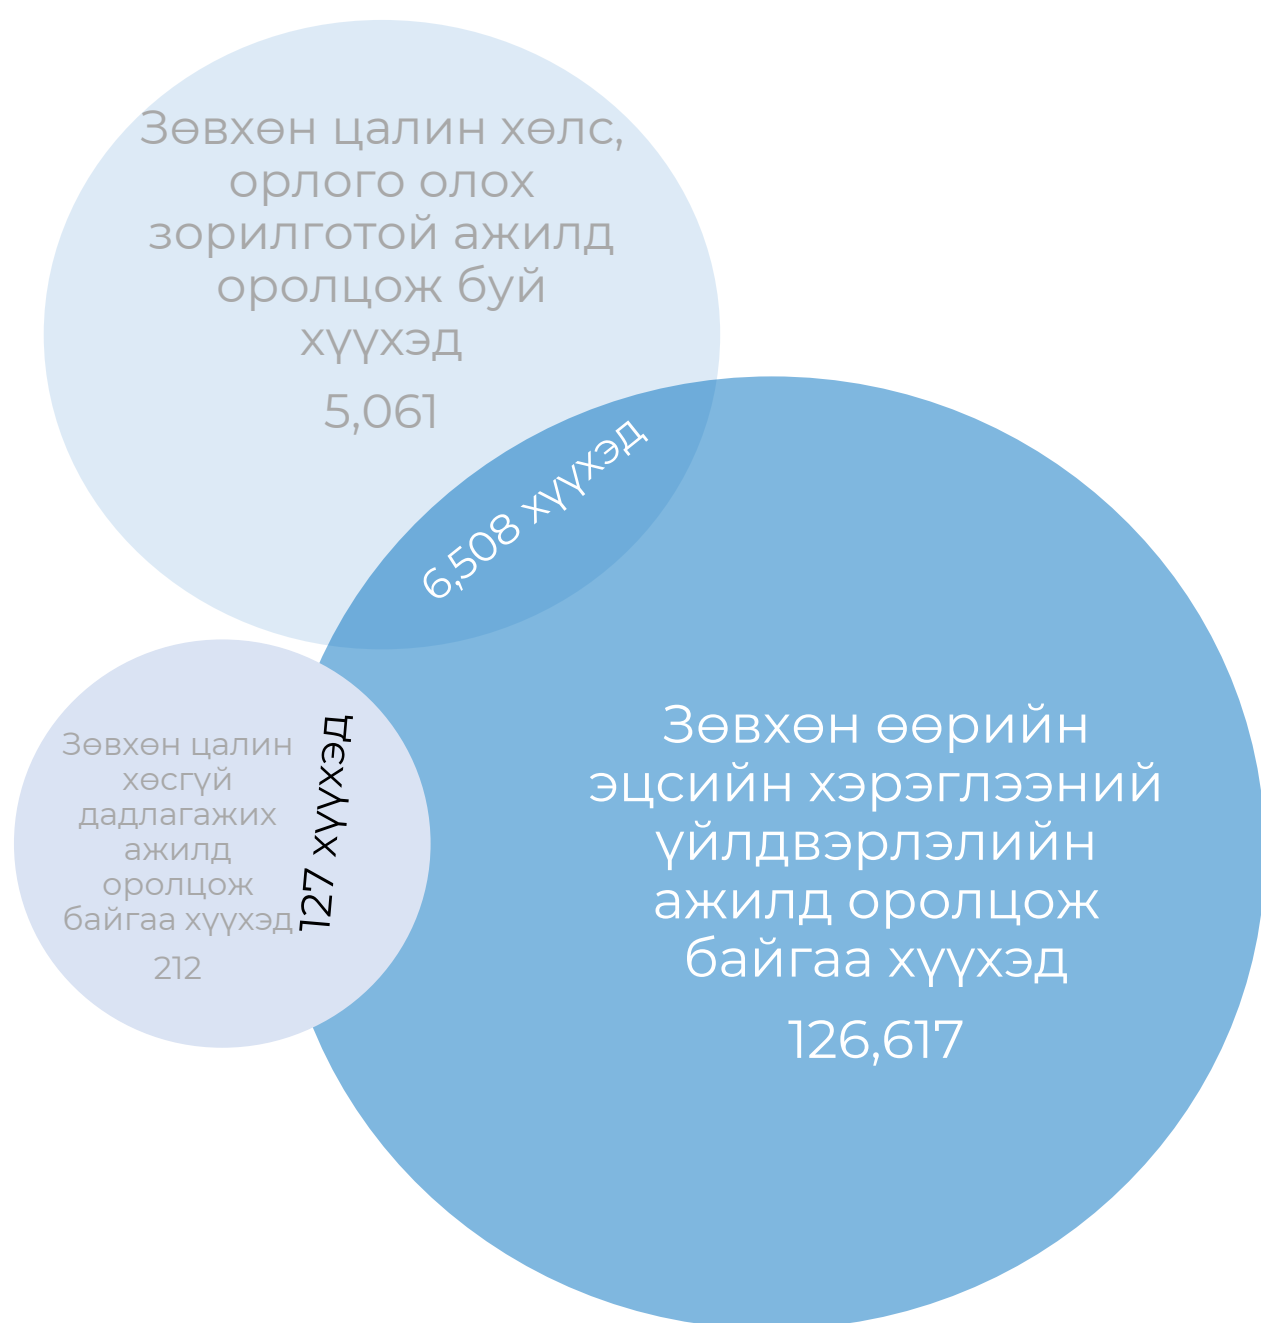 Зөвхөн цалин хөлс,
орлого олох
зорилготой ажилд
оролцож буй
хүүхэд
5,061
6,508 хүүхэд
Зөвхөн цалин
хөсгүй
дадлагажих
ажилд
оролцож
байгаа хүүхэд
212
127 хүүхэд
Зөвхөн өөрийн
эцсийн хэрэглээний
үйлдвэрлэлийн
ажилд оролцож
байгаа хүүхэд
126,617